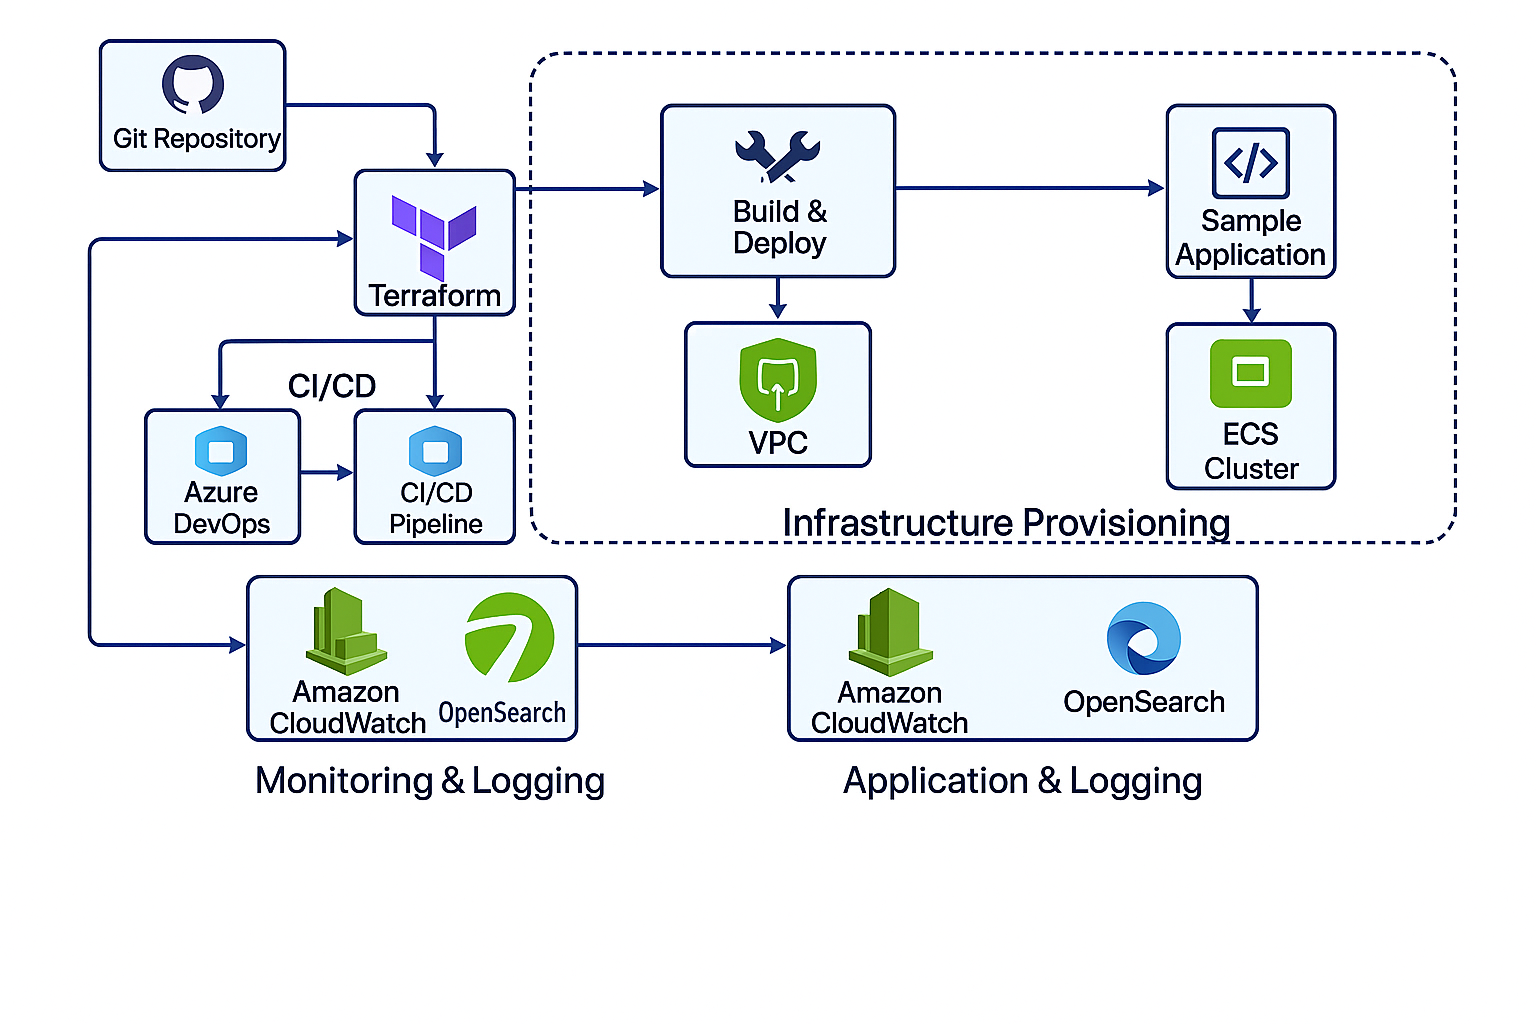 Git Repository
Terraform
Build &
Deploy
Sample
Application
CI/CD
VPC
ECS
Cluster
Azure
DevOps
CI/CD
Pipeline
Infrastructure Provisioning
Amazon
CloudWatch
OpenSearch
Amazon
CloudWatch
OpenSearch
Monitoring & Logging
Application & Logging